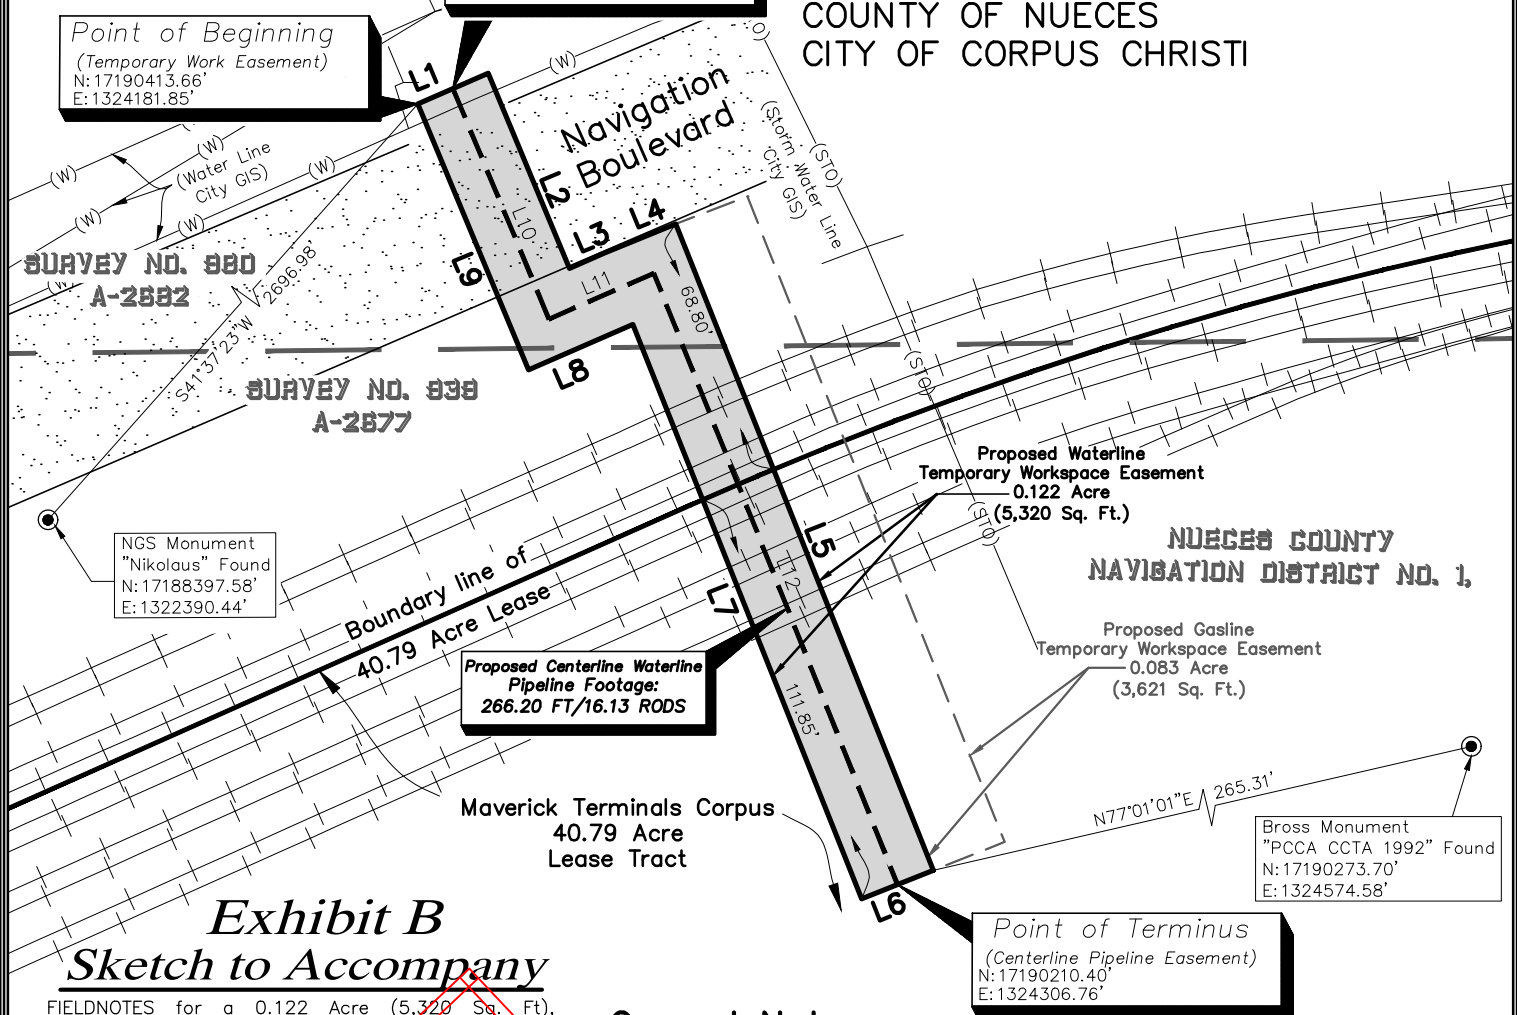 COUNTY OF NUECES
CITY OF CORPUS CHRISTI
Point of Beginning
(Temporary Work Easement)
N:17190413.66'
E:1324181.85'
L1
(W)
Navigation
Boulevard
(Storm Water Line
City GIS)
(STO)
(W)
(W)
(W)
(W)
(W)
(Water Line
City GIS)
(W)
L2
L10
L3
L4
L11
L9
SURVEY NO. 980
A-2682
S41°37'23"W
2696.98'
68.80'
L8
SURVEY NO. 939
A-2677
(STO)
Proposed Waterline
Temporary Workspace Easement
0.122 Acre
(5,320 Sq. Ft.)
(STO)
NGS Monument
"Nikolaus" Found
N:17188397.58'
E:1322390.44'
NUECES COUNTY
NAVIGATION DISTRICT NO. 1,
L5
L12
L7
Boundary line of
40.79 Acre Lease
Proposed Gasline
Temporary Workspace Easement
0.083 Acre
(3,621 Sq. Ft.)
Proposed Centerline Waterline
Pipeline Footage:
266.20 FT/16.13 RODS
111.85'
Maverick Terminals Corpus
40.79 Acre
Lease Tract
N77°01'01"E
265.31'
Bross Monument
"PCCA CCTA 1992" Found
N:17190273.70'
E:1324574.58'
L6
Point of Terminus
(Centerline Pipeline Easement)
N:17190210.40'
E:1324306.76'
Exhibit B
Sketch to Accompany
FIELDNOTES for a 0.122 Acre (5,320 Sq. Ft),